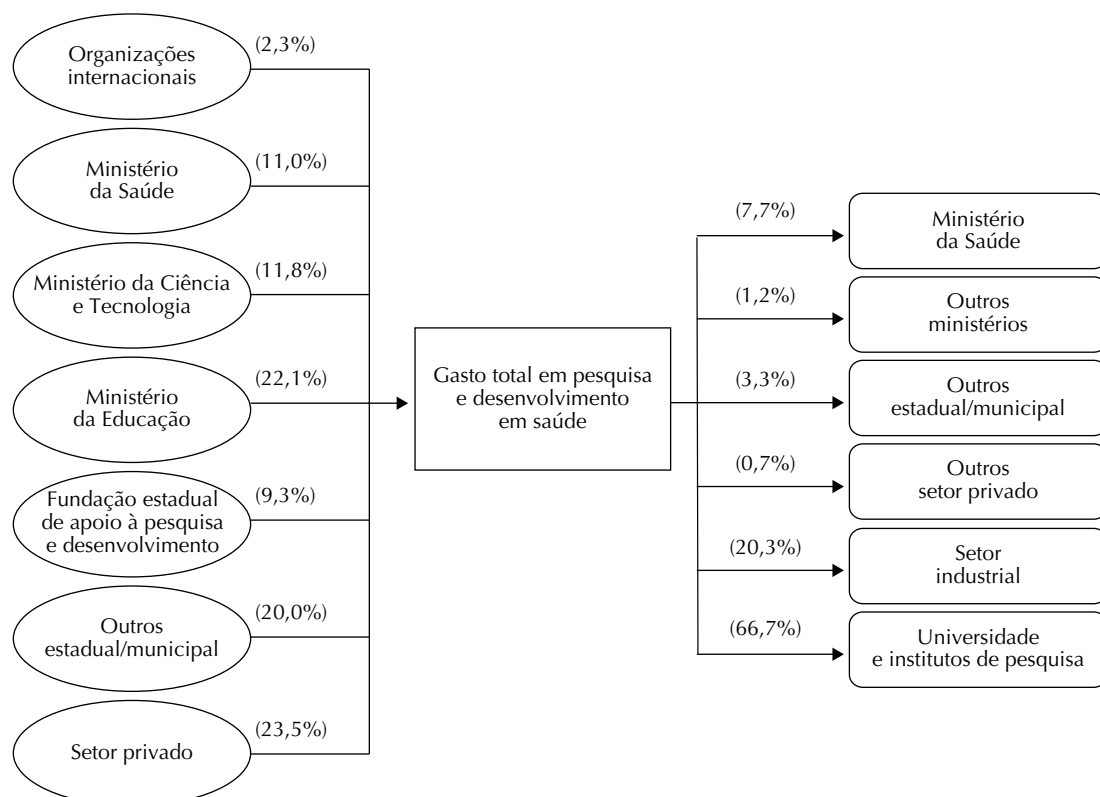 (2,3%)
Organizações
internacionais
(11,0%)
Ministério
da Saúde
(11,8%)
Ministério da Ciência
e Tecnologia
(22,1%)
Ministério
da Educação
(9,3%)
Fundação estadual
de apoio à pesquisa
e desenvolvimento
(20,0%)
Outros
estadual/municipal
(23,5%)
Setor privado
Gasto total em pesquisa
e desenvolvimento
em saúde
(7,7%)
Ministério
da Saúde
(1,2%)
Outros
ministérios
(3,3%)
Outros
estadual/municipal
(0,7%)
Outros
setor privado
(20,3%)
Setor
industrial
(66,7%)
Universidade
e institutos de pesquisa